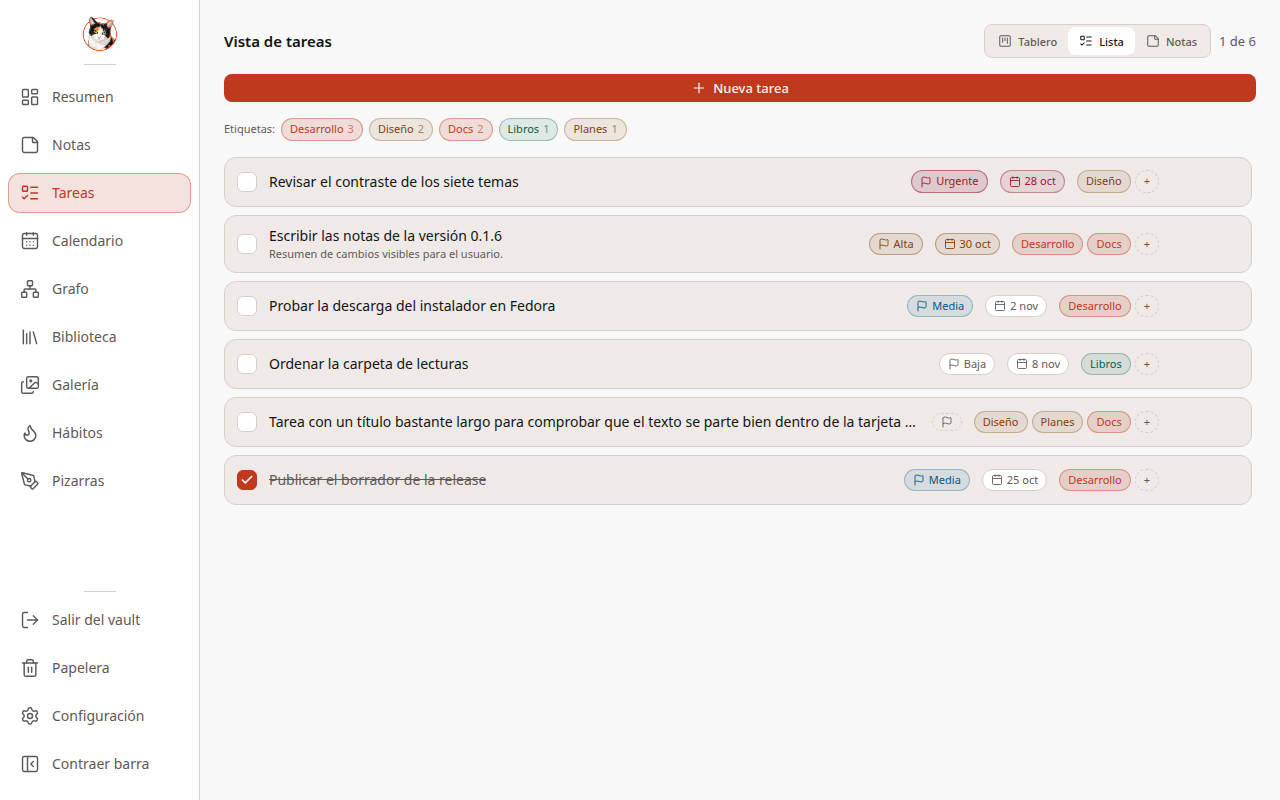 Resumen
Notas
Tareas
Calendario
Grafo
Biblioteca
Galería
Hábitos
Pizarras
Salir del vault
Papelera
Configuración
Contraer barra
Vista de tareas
Tablero Lista Notas 1 de 6
Nueva tarea
Etiquetas: Desarrollo 3 Diseño 2 Docs 2 Libros 1 Planes 1
Revisar el contraste de los siete temas Urgente 28 oct Diseño +
Escribir las notas de la versión 0.1.6 Alta 30 oct Desarrollo Docs +
Resumen de cambios visibles para el usuario.
Probar la descarga del instalador en Fedora Media 2 nov Desarrollo +
Ordenar la carpeta de lecturas Baja 8 nov Libros +
Tarea con un título bastante largo para comprobar que el texto se parte bien dentro de la tarjeta ... Diseño Planes Docs +
Publicar el borrador de la release Media 25 oct Desarrollo +